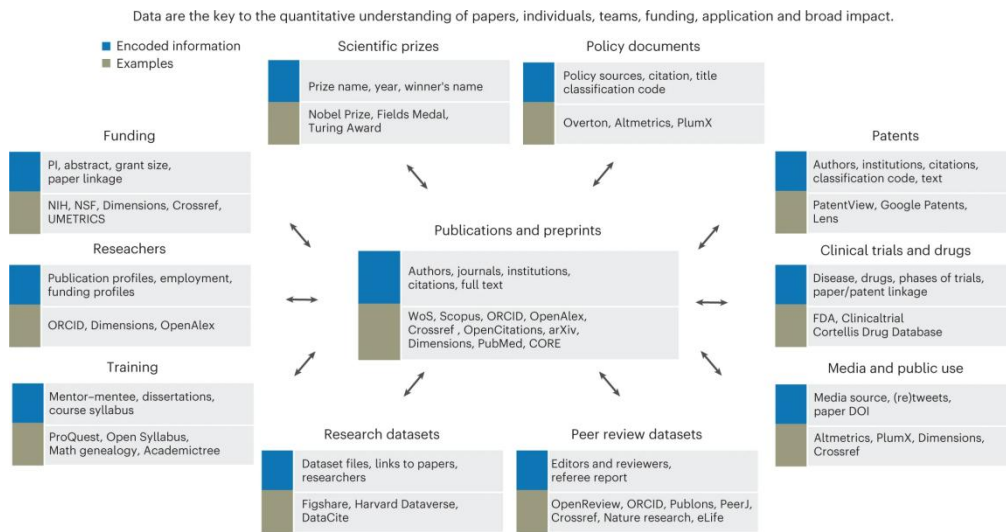 Data are the key to the quantitative understanding of papers, individuals, teams, funding, application and broad impact.
Encoded information
Examples
Scientific prizes
Prize name, year, winner's name
Nobel Prize, Fields Medal,
Turing Award
Policy documents
Policy sources, citation, title
classification code
Overton, Altmetrics, PlumX
Funding
PI, abstract, grant size,
paper linkage
NIH, NSF, Dimensions, Crossref,
UMETRICS
Patents
Authors, institutions, citations,
classification code, text
PatentView, Google Patents,
Lens
Reseachers
Publication profiles, employment,
funding profiles
ORCID, Dimensions, OpenAlex
Publications and preprints
Authors, journals, institutions,
citations, full text
WoS, Scopus, ORCID, OpenAlex,
Crossref , OpenCitations, arXiv,
Dimensions, PubMed, CORE
Clinical trials and drugs
Disease, drugs, phases of trials,
paper/patent linkage
FDA, Clinicaltrial
Cortellis Drug Database
Training
Mentor–mentee, dissertations,
course syllabus
ProQuest, Open Syllabus,
Math genealogy, Academictree
Media and public use
Media source, (re)tweets,
paper DOI
Altmetrics, PlumX, Dimensions,
Crossref
Research datasets
Dataset files, links to papers,
researchers
Figshare, Harvard Dataverse,
DataCite
Peer review datasets
Editors and reviewers,
referee report
OpenReview, ORCID, Publons, PeerJ,
Crossref, Nature research, eLife